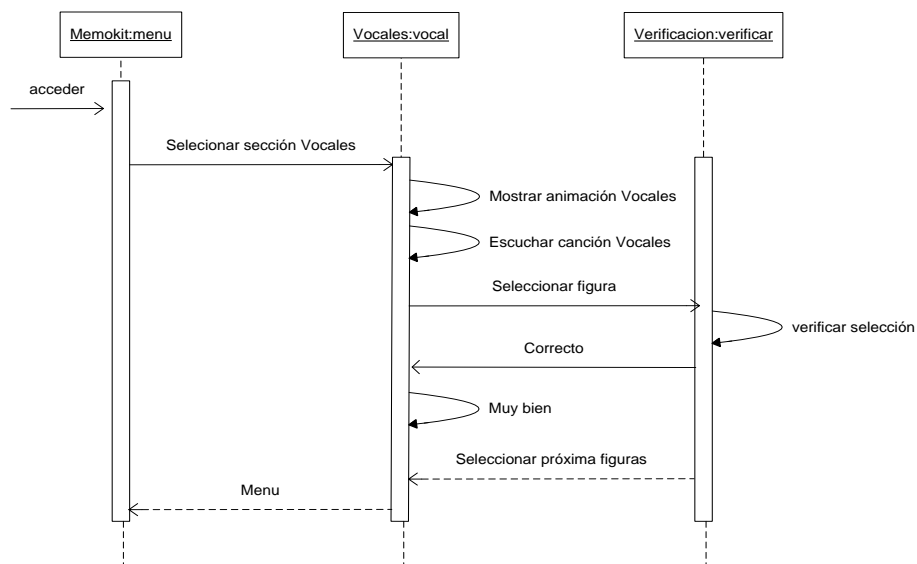 Memokit:menu
Vocales:vocal
Verificacion:verificar
acceder
Selecionar sección Vocales
Mostrar animación Vocales
Escuchar canción Vocales
Seleccionar figura
verificar selección
Correcto
Muy bien
Seleccionar próxima figuras
Menu